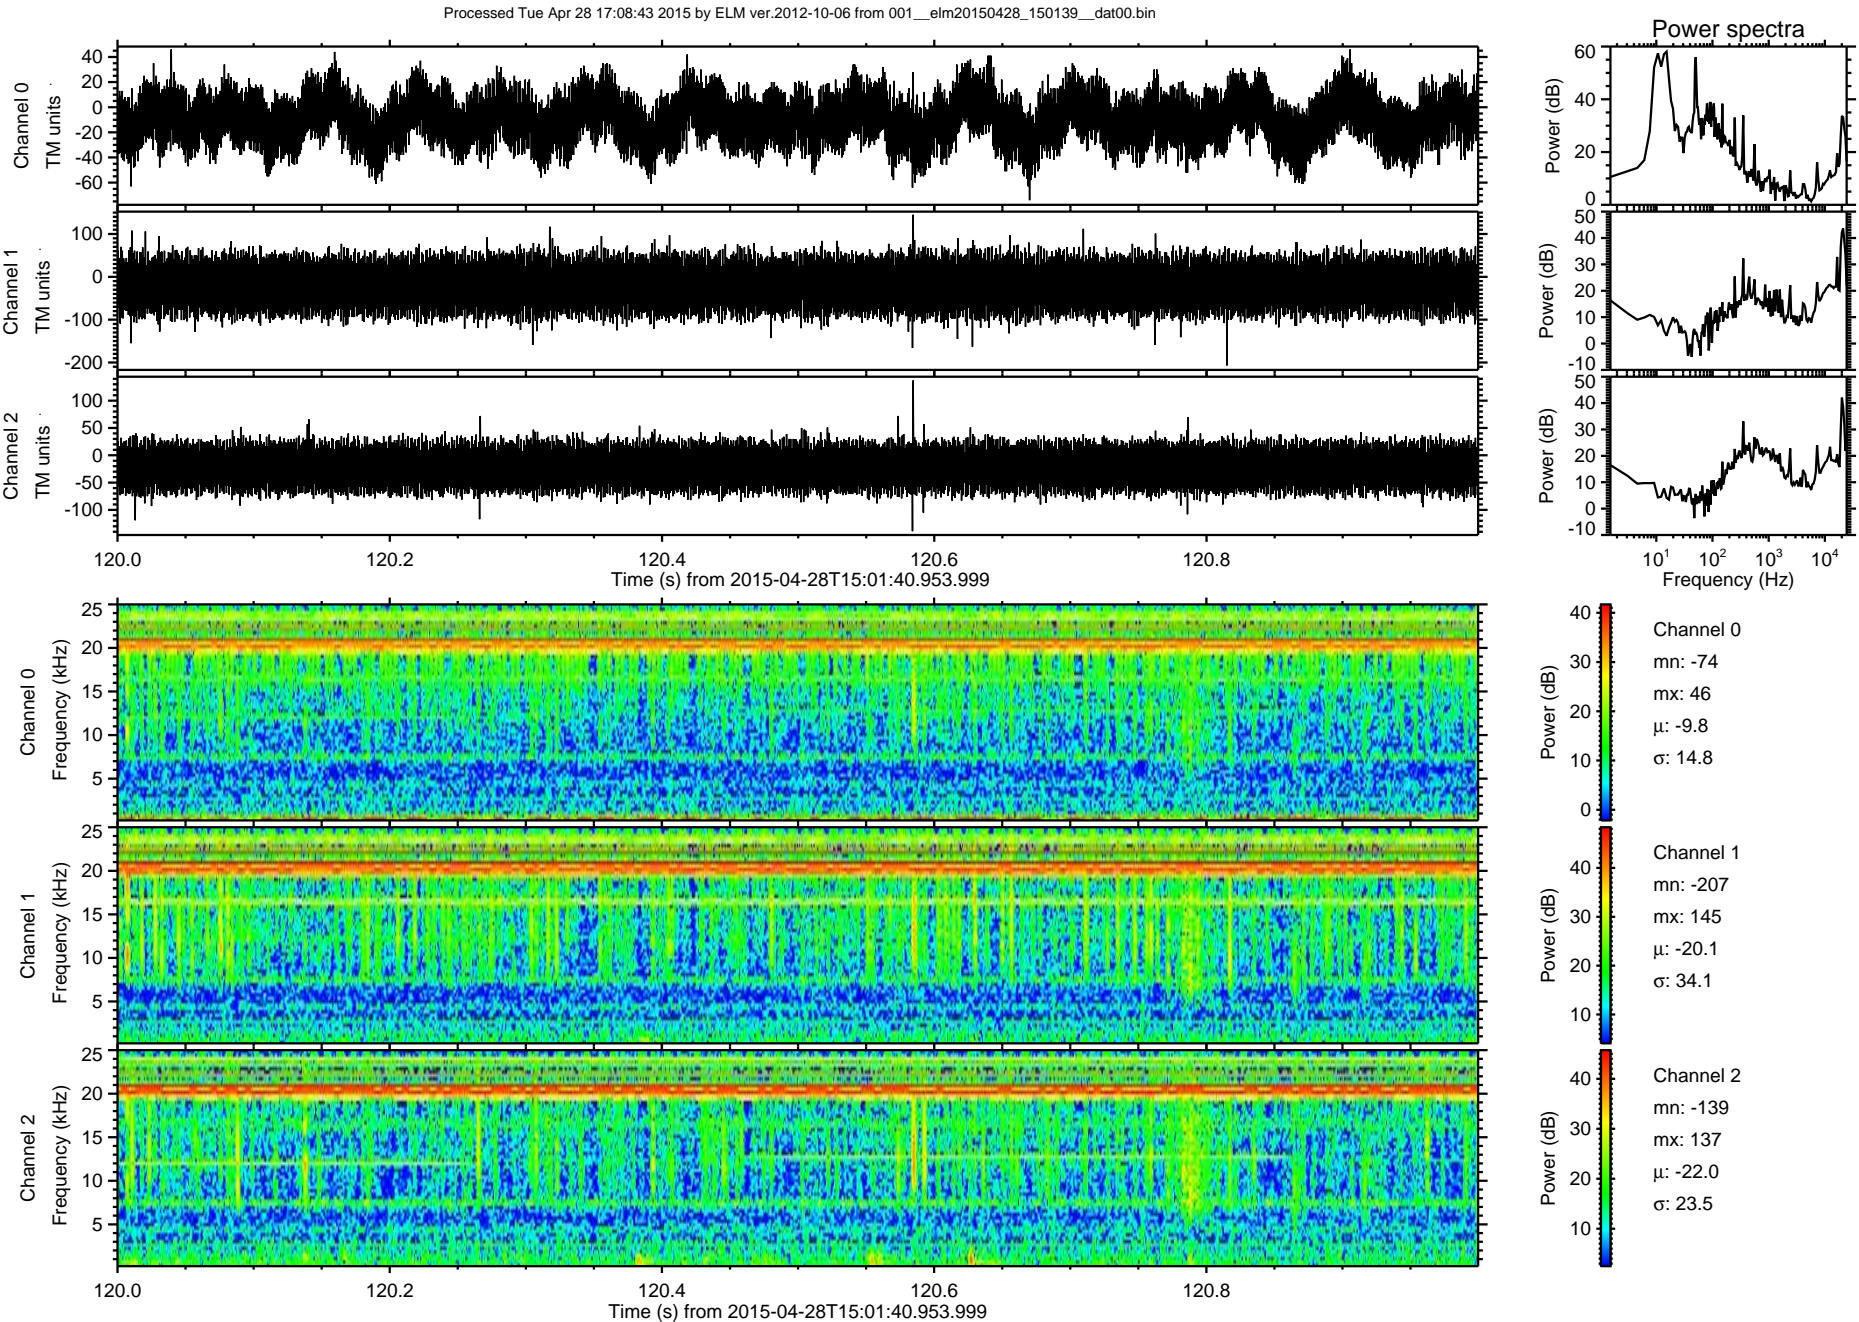 Processed Tue Apr 28 17:08:43 2015 by ELM ver.2012-10-06 from 001__elm20150428_150139__dat00.bin
Power spectra
Channel 0
TM units
40
20
0
-20
-40
-60
Power (dB)
60
40
20
0
Channel 1
TM units
100
0
-100
-200
Power (dB)
50
40
30
20
10
0
-10
Channel 2
TM units
100
50
0
-50
-100
Power (dB)
50
40
30
20
10
0
-10
120.0 120.2 120.4 120.6 120.8
Time (s) from 2015-04-28T15:01:40.953.999
10¹ 10² 10³ 10⁴
Frequency (Hz)
Channel 0
Frequency (kHz)
25
20
15
10
5
Power (dB)
40
30
20
10
0
Channel 0
mn: -74
mx: 46
μ: -9.8
σ: 14.8
Channel 1
Frequency (kHz)
25
20
15
10
5
Power (dB)
40
30
20
10
Channel 1
mn: -207
mx: 145
μ: -20.1
σ: 34.1
Channel 2
Frequency (kHz)
25
20
15
10
5
Power (dB)
40
30
20
10
Channel 2
mn: -139
mx: 137
μ: -22.0
σ: 23.5
120.0 120.2 120.4 120.6 120.8
Time (s) from 2015-04-28T15:01:40.953.999